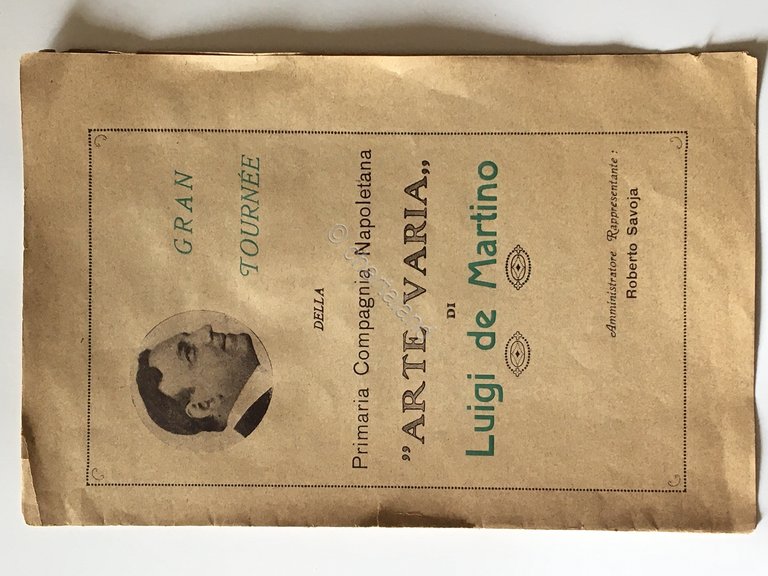 GRAN
TOURNÉE
DELLA
Primaria Compagnia Napoletana
"ARTE VARIA„
DI
Luigi de Martino
Amministratore Rappresentante:
Roberto Savoja